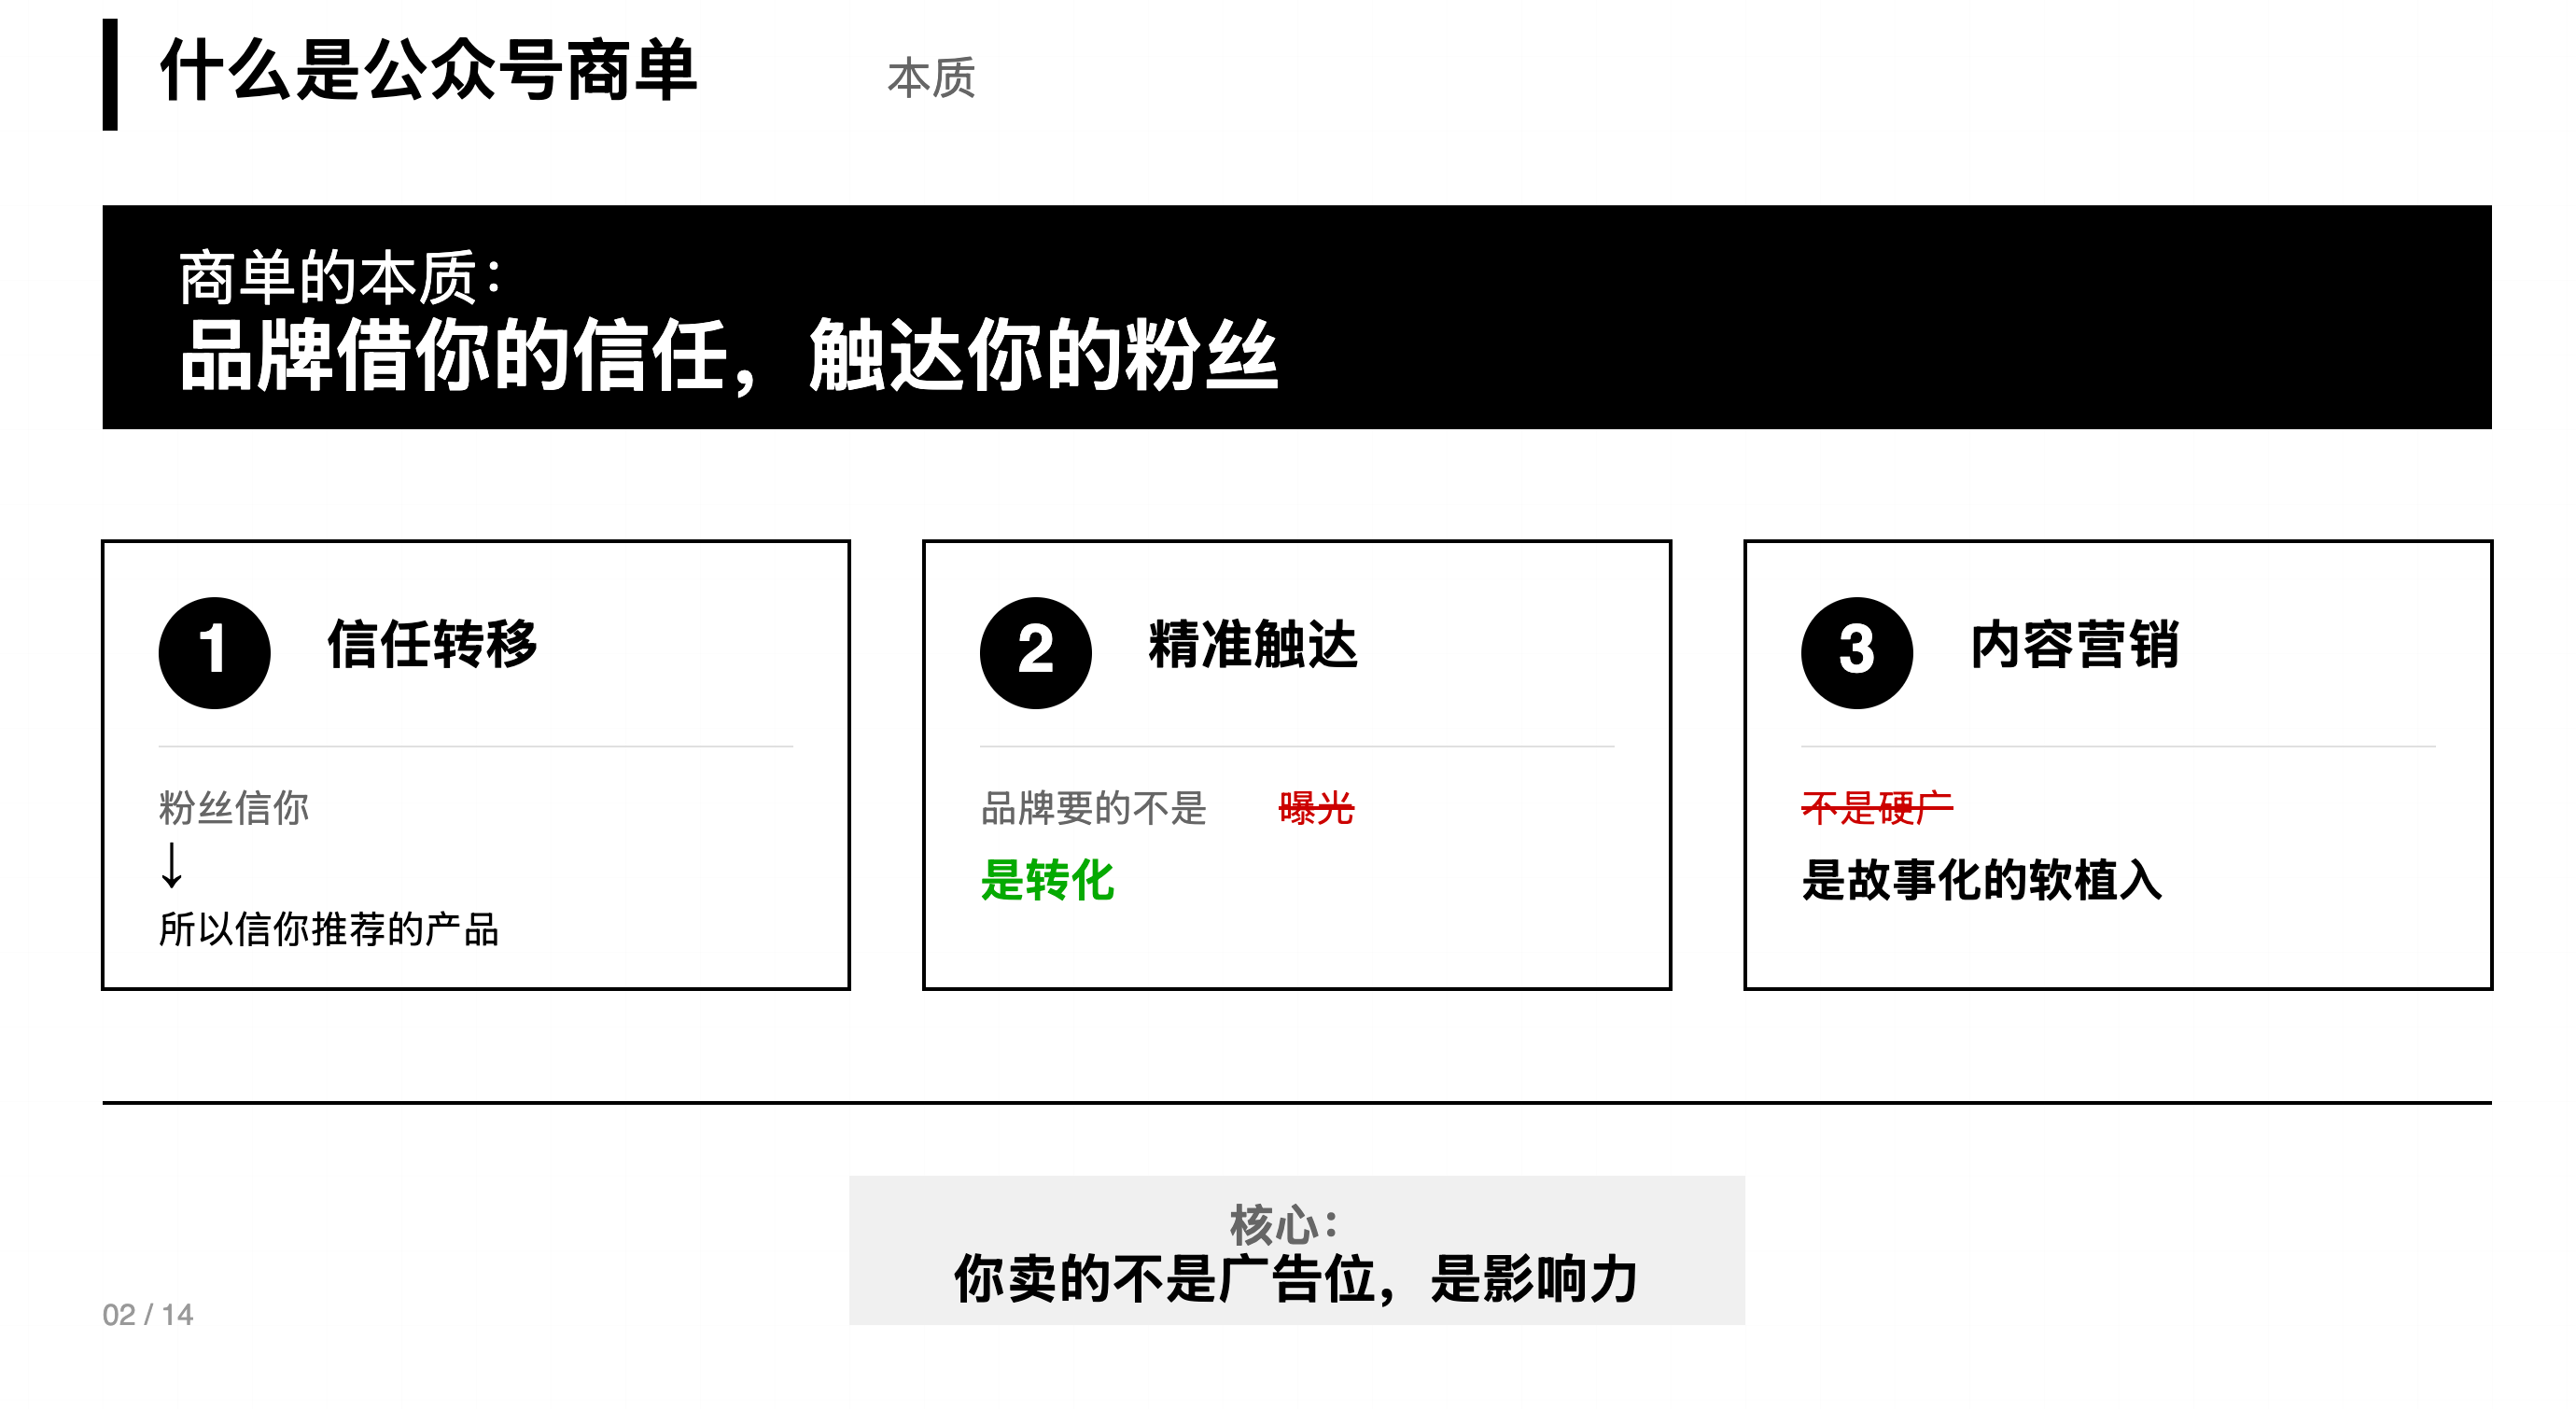 什么是公众号商单 本质
商单的本质：
品牌借你的信任，触达你的粉丝
1 信任转移
粉丝信你
↓
所以信你推荐的产品
2 精准触达
品牌要的不是 曝光
是转化
3 内容营销
不是硬广
是故事化的软植入
核心：
你卖的不是广告位，是影响力
02 / 14